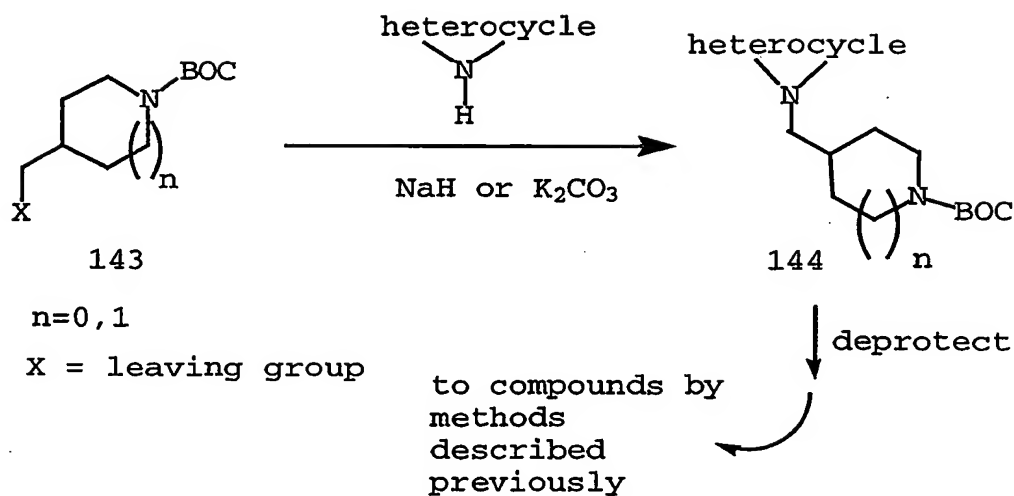 heterocycle
N
H
N
BOC
( ) n
X
NaH or K₂CO₃
143
n=0,1
X = leaving group
heterocycle
N
( ) n
N
BOC
144
deprotect
to compounds by
methods
described
previously